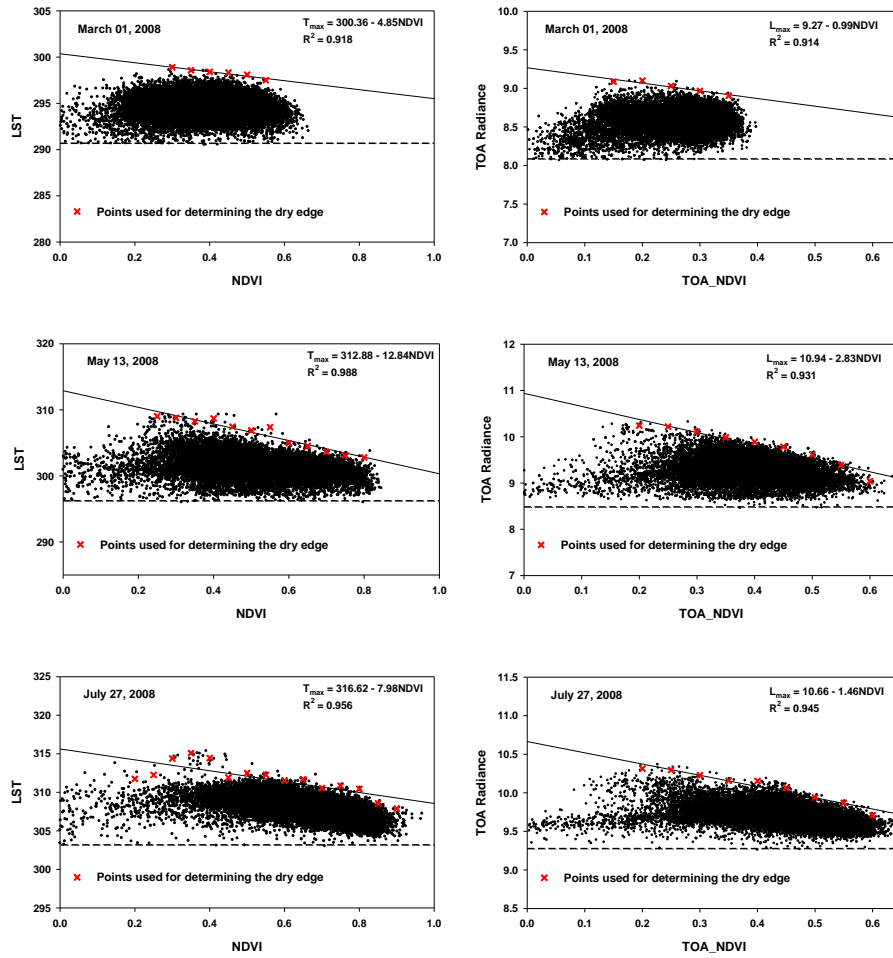 March 01, 2008
Tmax = 300.36 - 4.85NDVI
R2 = 0.918
LST
300
295
290
285
280
Points used for determining the dry edge
0.0 0.2 0.4 0.6 0.8 1.0
NDVI
March 01, 2008
Lmax = 9.27 - 0.99NDVI
R2 = 0.914
TOA Radiance
10.0
9.5
9.0
8.5
8.0
7.5
7.0
Points used for determining the dry edge
0.0 0.1 0.2 0.3 0.4 0.5 0.6
TOA_NDVI
May 13, 2008
Tmax = 312.88 - 12.84NDVI
R2 = 0.988
LST
320
310
300
290
Points used for determining the dry edge
0.0 0.2 0.4 0.6 0.8 1.0
NDVI
May 13, 2008
Lmax = 10.94 - 2.83NDVI
R2 = 0.931
TOA Radiance
12
11
10
9
8
7
Points used for determining the dry edge
0.0 0.1 0.2 0.3 0.4 0.5 0.6
TOA_NDVI
July 27, 2008
Tmax = 316.62 - 7.98NDVI
R2 = 0.956
LST
325
320
315
310
305
300
295
Points used for determining the dry edge
0.0 0.2 0.4 0.6 0.8 1.0
NDVI
July 27, 2008
Lmax = 10.66 - 1.46NDVI
R2 = 0.945
TOA Radiance
11.5
11.0
10.5
10.0
9.5
9.0
8.5
Points used for determining the dry edge
0.0 0.1 0.2 0.3 0.4 0.5 0.6
TOA_NDVI